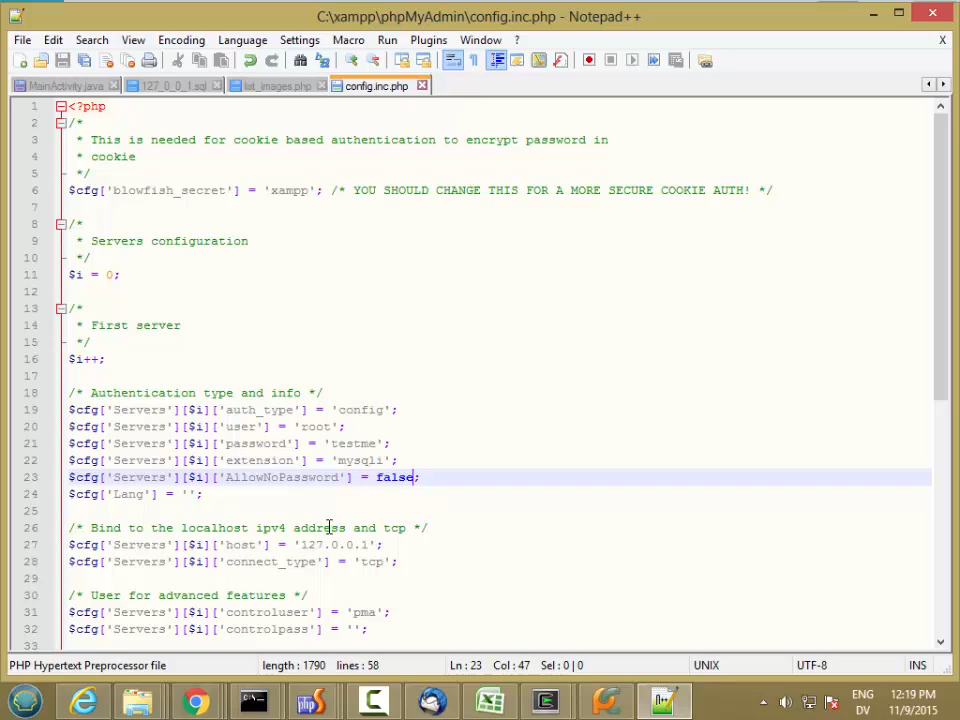 C:\xampp\phpMyAdmin\config.inc.php - Notepad++
File Edit Search View Encoding Language Settings Macro Run Plugins Window ? X
MainActivity.java 127_0_0_1.sql list_images.php config.inc.php
1 <?php
2 /*
3 * This is needed for cookie based authentication to encrypt password in
4 * cookie
5 */
6 $cfg['blowfish_secret'] = 'xampp'; /* YOU SHOULD CHANGE THIS FOR A MORE SECURE COOKIE AUTH! */
7
8 /*
9 * Servers configuration
10 */
11 $i = 0;
12
13 /*
14 * First server
15 */
16 $i++;
17
18 /* Authentication type and info */
19 $cfg['Servers'][$i]['auth_type'] = 'config';
20 $cfg['Servers'][$i]['user'] = 'root';
21 $cfg['Servers'][$i]['password'] = 'testme';
22 $cfg['Servers'][$i]['extension'] = 'mysqli';
23 $cfg['Servers'][$i]['AllowNoPassword'] = false;
24 $cfg['Lang'] = '';
25
26 /* Bind to the localhost ipv4 address and tcp */
27 $cfg['Servers'][$i]['host'] = '127.0.0.1';
28 $cfg['Servers'][$i]['connect_type'] = 'tcp';
29
30 /* User for advanced features */
31 $cfg['Servers'][$i]['controluser'] = 'pma';
32 $cfg['Servers'][$i]['controlpass'] = '';
33
PHP Hypertext Preprocessor file length : 1790 lines : 58 Ln : 23 Col : 47 Sel : 0 | 0 UNIX UTF-8 INS
ENG 12:19 PM
DV 11/9/2015